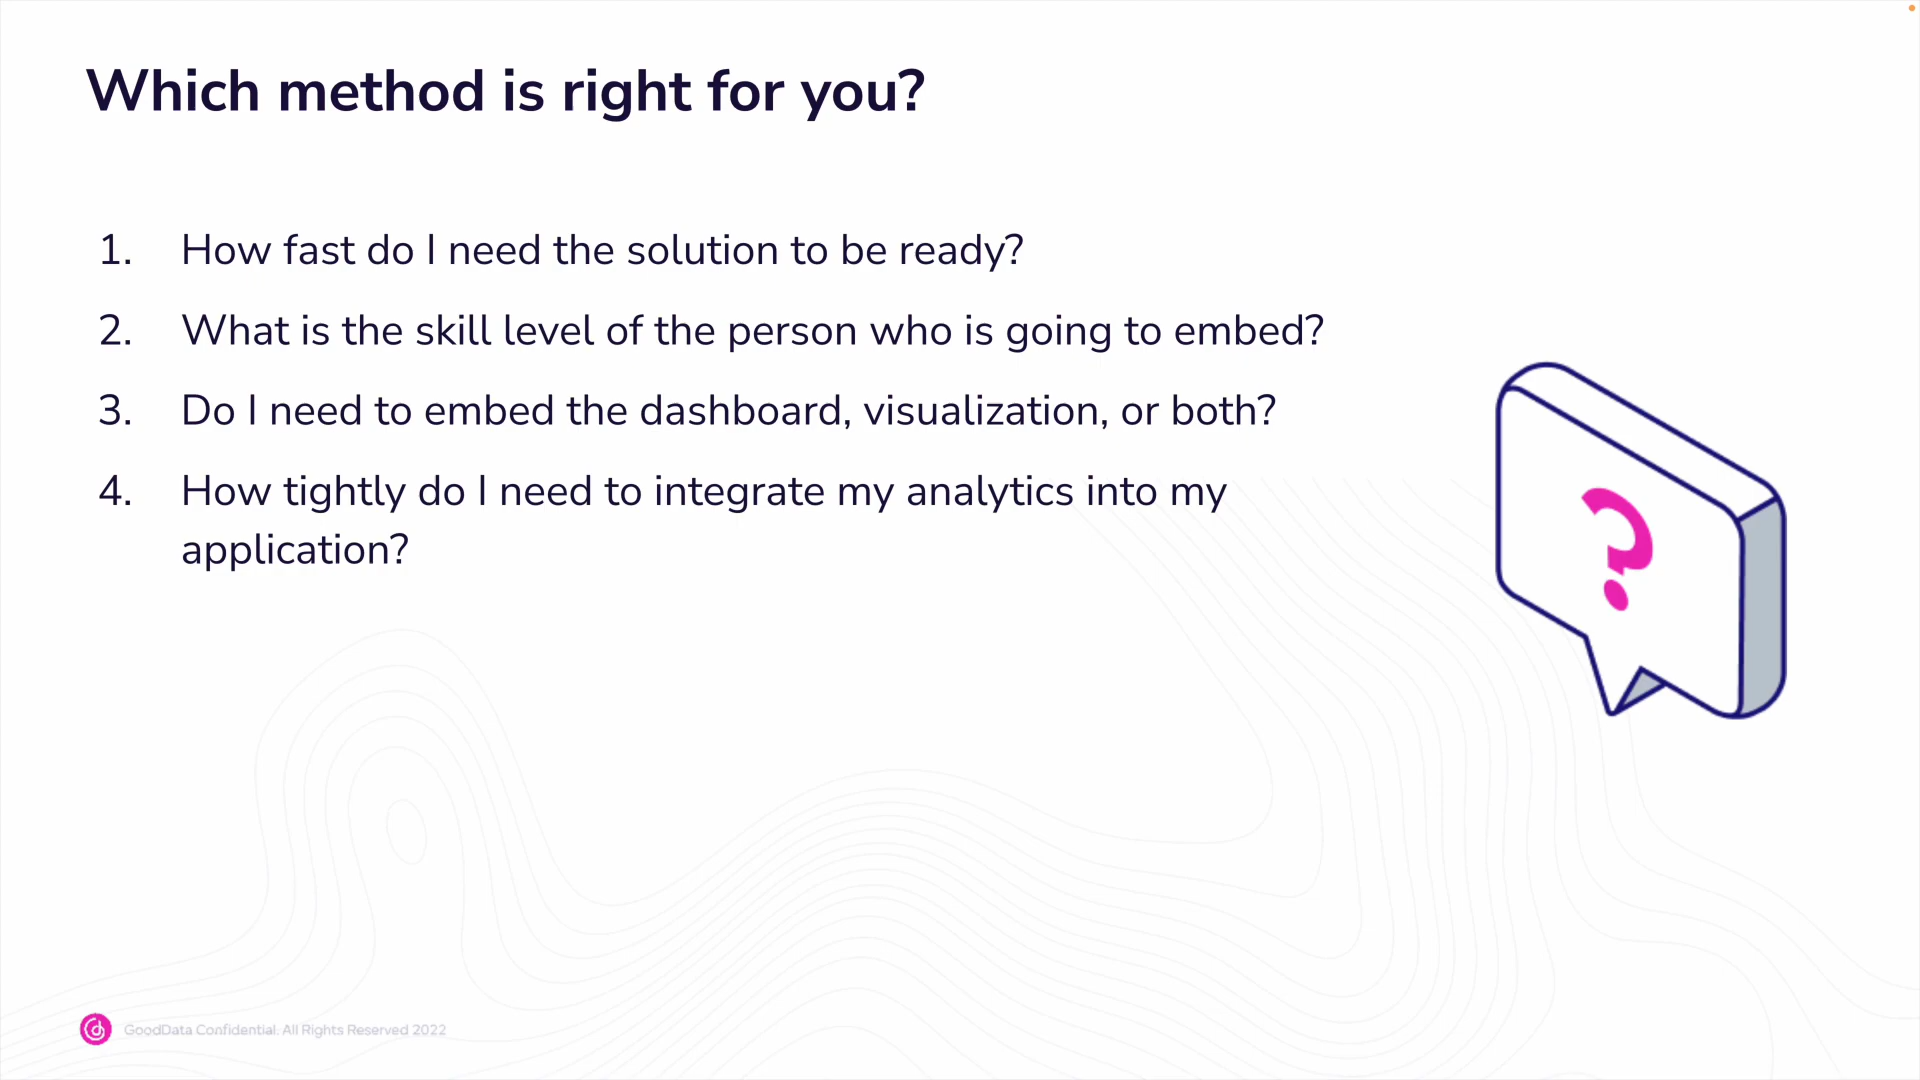 Which method is right for you?
1. How fast do I need the solution to be ready?
2. What is the skill level of the person who is going to embed?
3. Do I need to embed the dashboard, visualization, or both?
4. How tightly do I need to integrate my analytics into my
application?
?
GoodData Confidential. All Rights Reserved 2022